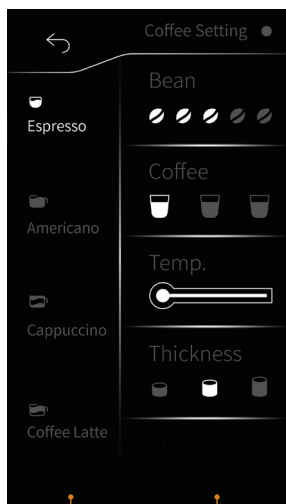 Coffee Setting
Espresso
Americano
Cappuccino
Coffee Latte
Bean
Coffee
Temp.
Thickness